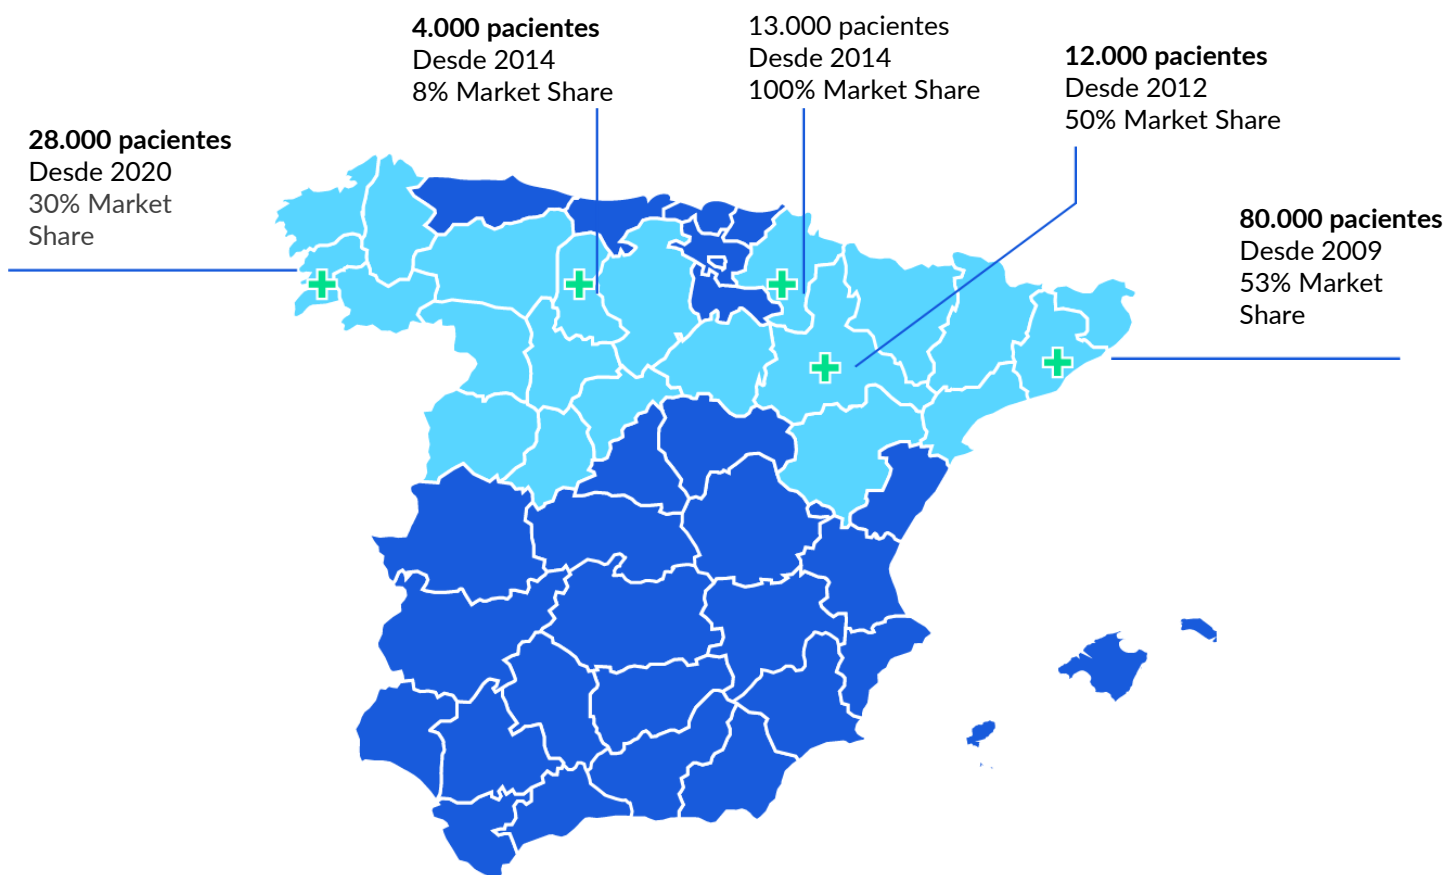 4.000 pacientes
Desde 2014
8% Market Share
13.000 pacientes
Desde 2014
100% Market Share
12.000 pacientes
Desde 2012
50% Market Share
28.000 pacientes
Desde 2020
30% Market
Share
80.000 pacientes
Desde 2009
53% Market
Share